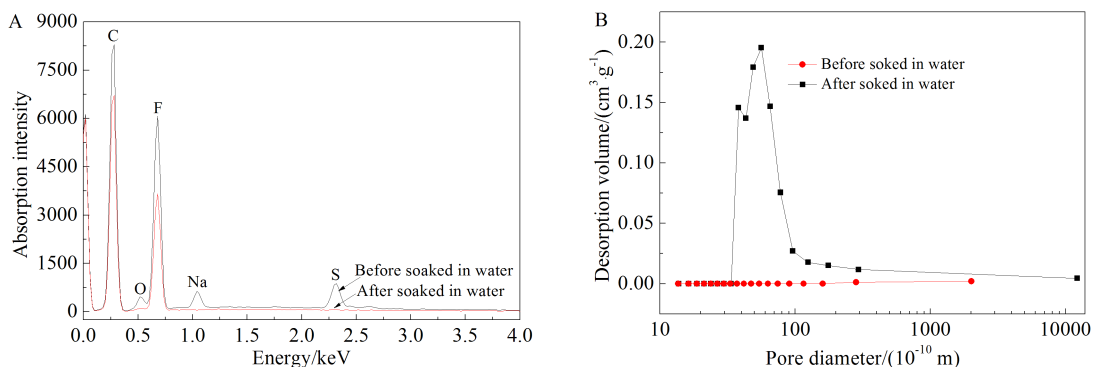 A
9000
7500
6000
4500
3000
1500
0
Absorption intensity
C
F
O
Na
S
Before soaked in water
After soaked in water
0.0 0.5 1.0 1.5 2.0 2.5 3.0 3.5 4.0
Energy/keV
B
0.20
0.15
0.10
0.05
0.00
Desorption volume/(cm³·g⁻¹)
Before soked in water
After soked in water
10 100 1000 10000
Pore diameter/(10⁻¹⁰ m)